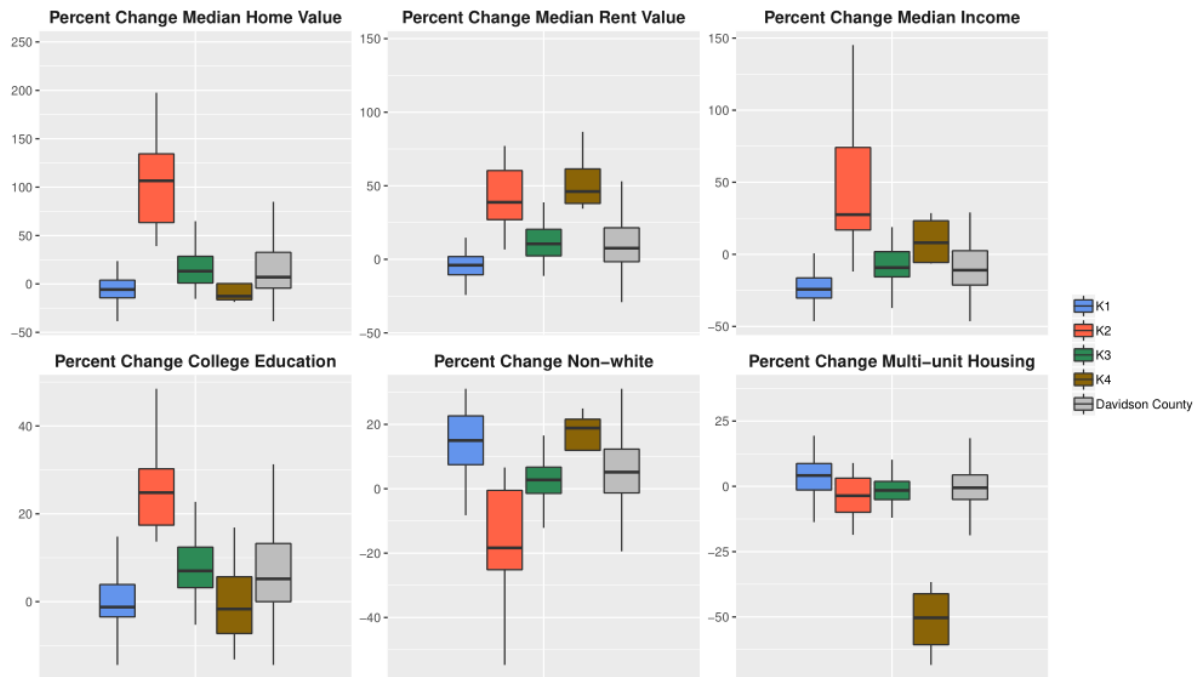 Percent Change Median Home Value
Percent Change Median Rent Value
Percent Change Median Income
250
200
150
100
50
0
−50
150
100
50
0
−50
150
100
50
0
−50
Percent Change College Education
Percent Change Non−white
Percent Change Multi−unit Housing
40
20
0
20
0
−20
−40
25
0
−25
−50
K1
K2
K3
K4
Davidson County